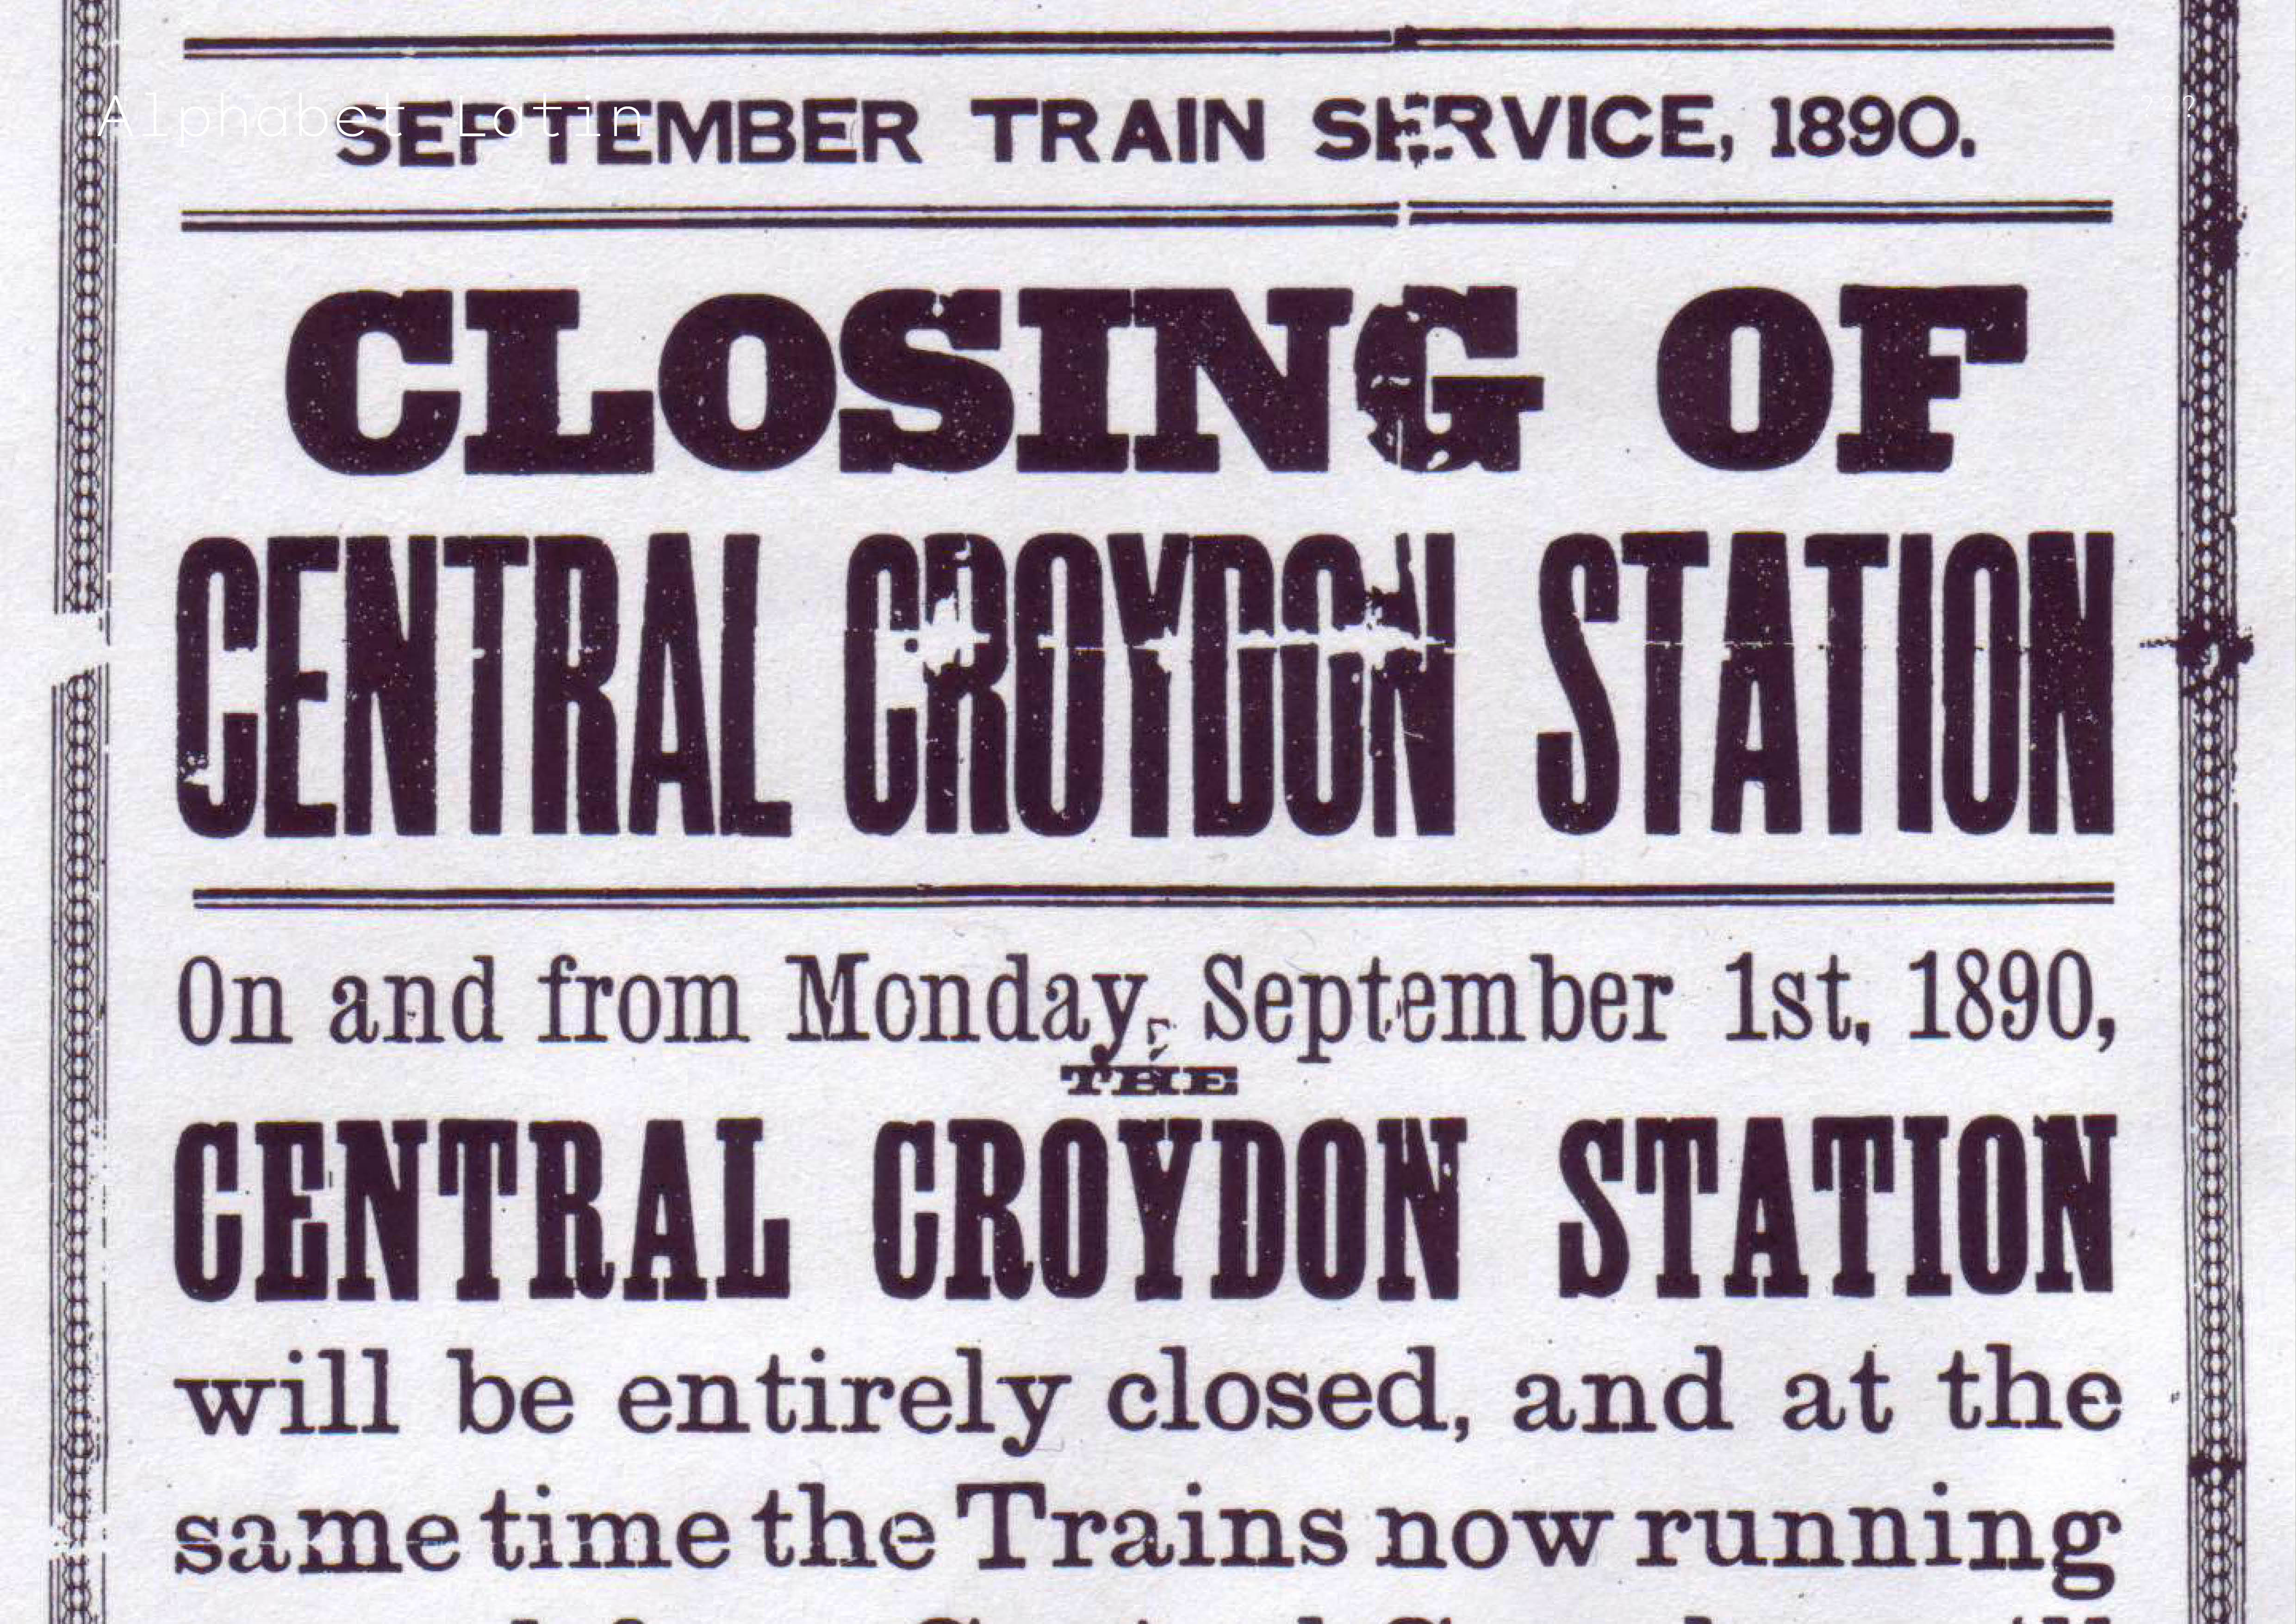 Alphabet Latin
SEPTEMBER TRAIN SERVICE, 1890.
CLOSING OF
CENTRAL CROYDON STATION
On and from Monday, September 1st, 1890,
THE
CENTRAL CROYDON STATION
will be entirely closed, and at the
same time the Trains now running